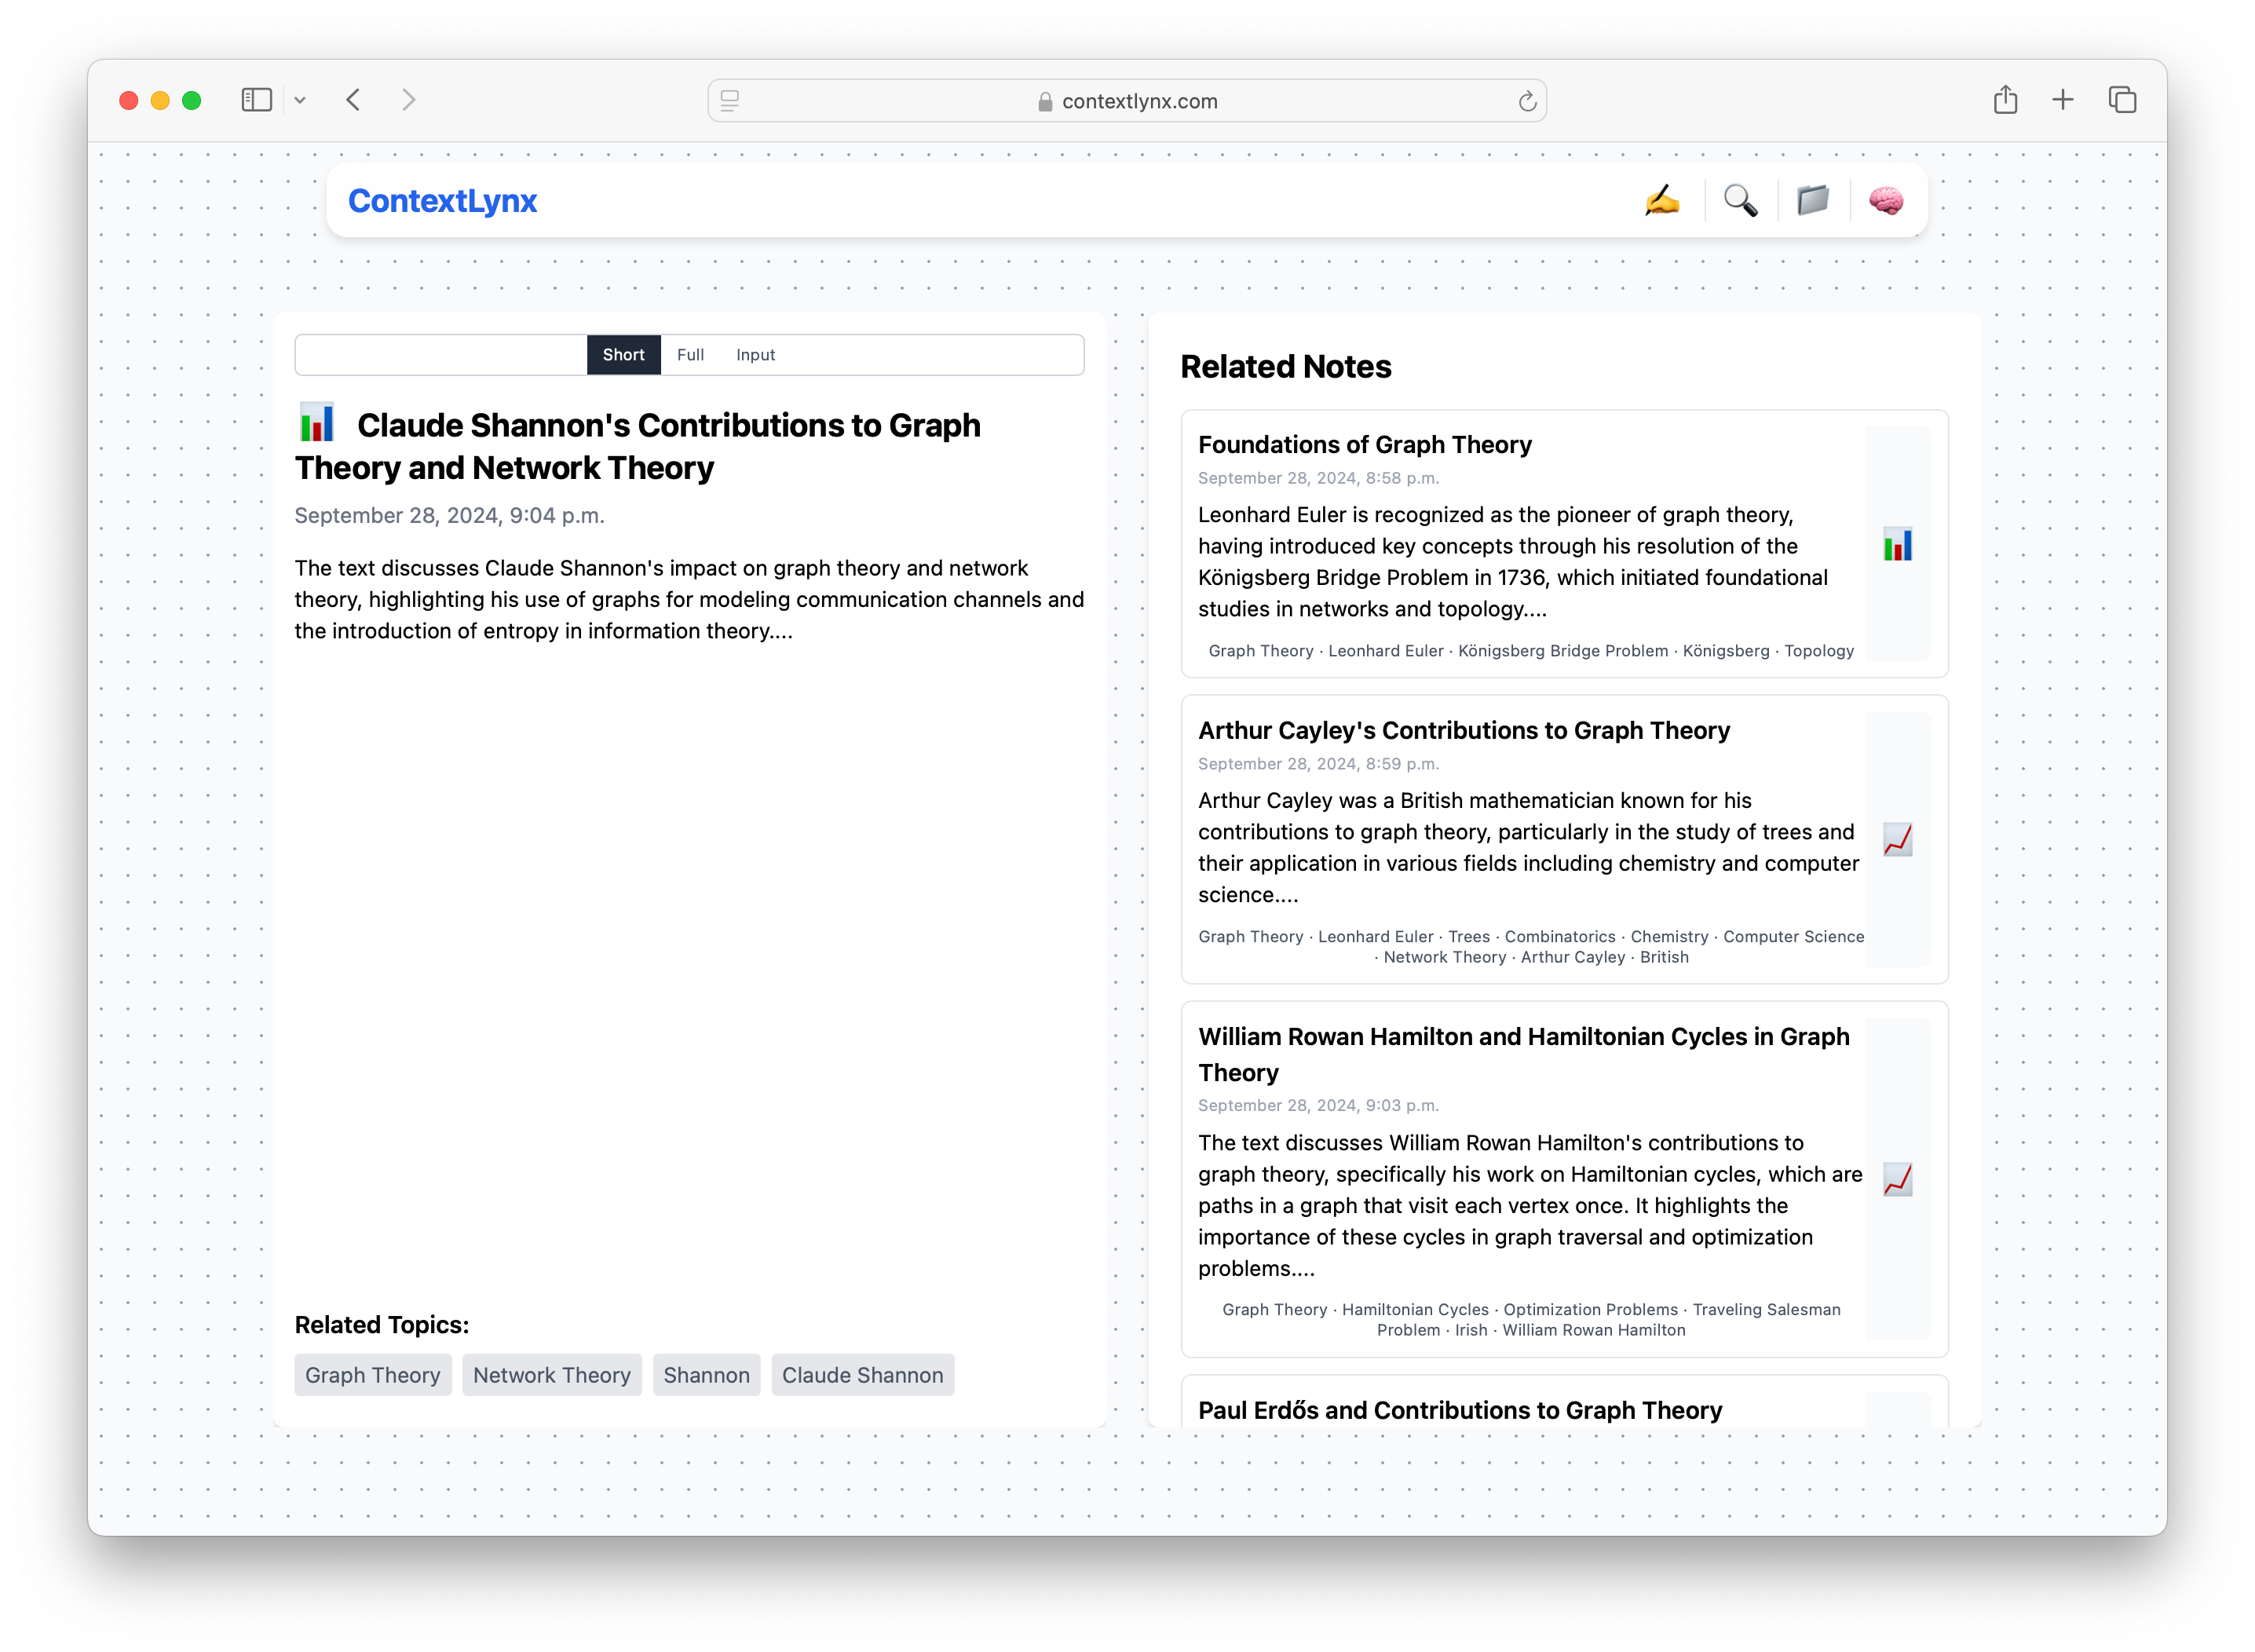 contextlynx.com
ContextLynx
Short
Full
Input
Claude Shannon's Contributions to Graph
Theory and Network Theory
September 28, 2024, 9:04 p.m.
The text discusses Claude Shannon's impact on graph theory and network
theory, highlighting his use of graphs for modeling communication channels and
the introduction of entropy in information theory....
Related Topics:
Graph Theory
Network Theory
Shannon
Claude Shannon
Related Notes
Foundations of Graph Theory
September 28, 2024, 8:58 p.m.
Leonhard Euler is recognized as the pioneer of graph theory,
having introduced key concepts through his resolution of the
Königsberg Bridge Problem in 1736, which initiated foundational
studies in networks and topology....
Graph Theory · Leonhard Euler · Königsberg Bridge Problem · Königsberg · Topology
Arthur Cayley's Contributions to Graph Theory
September 28, 2024, 8:59 p.m.
Arthur Cayley was a British mathematician known for his
contributions to graph theory, particularly in the study of trees and
their application in various fields including chemistry and computer
science....
Graph Theory · Leonhard Euler · Trees · Combinatorics · Chemistry · Computer Science
· Network Theory · Arthur Cayley · British
William Rowan Hamilton and Hamiltonian Cycles in Graph
Theory
September 28, 2024, 9:03 p.m.
The text discusses William Rowan Hamilton's contributions to
graph theory, specifically his work on Hamiltonian cycles, which are
paths in a graph that visit each vertex once. It highlights the
importance of these cycles in graph traversal and optimization
problems....
Graph Theory · Hamiltonian Cycles · Optimization Problems · Traveling Salesman
Problem · Irish · William Rowan Hamilton
Paul Erdős and Contributions to Graph Theory